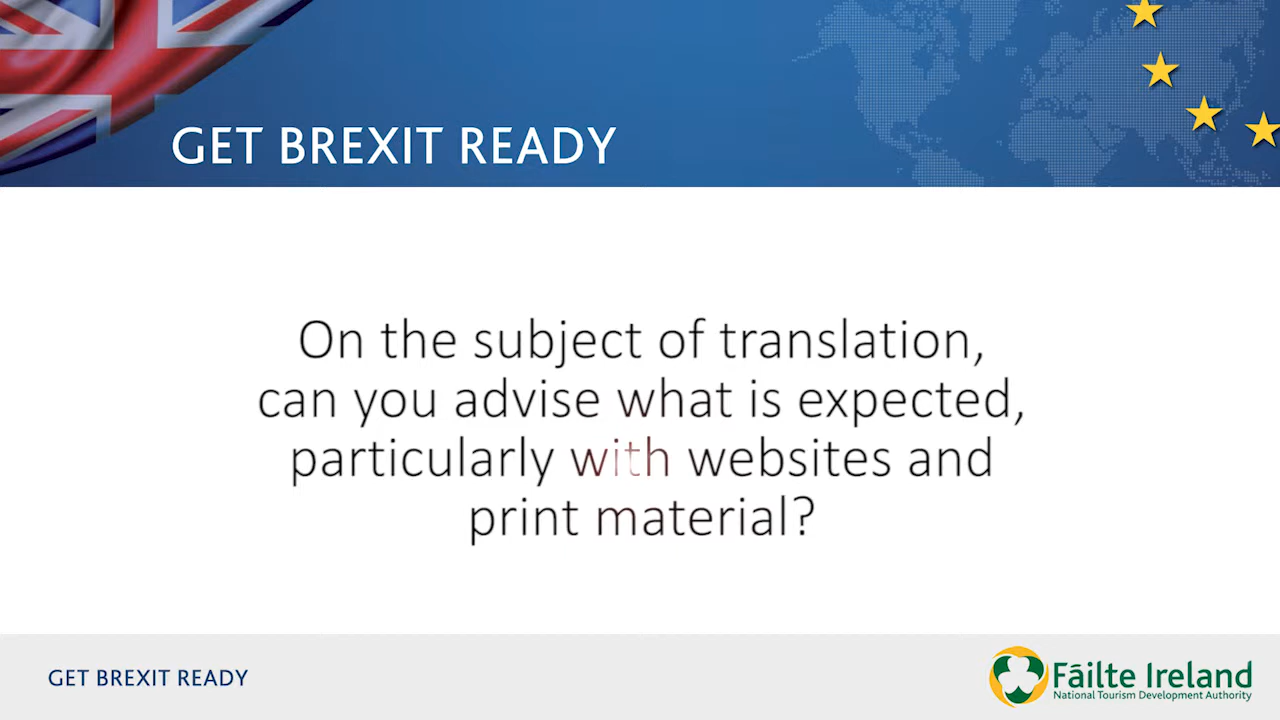 GET BREXIT READY
On the subject of translation,
can you advise what is expected,
particularly with websites and
print material?
GET BREXIT READY
Fáilte Ireland
National Tourism Development Authority